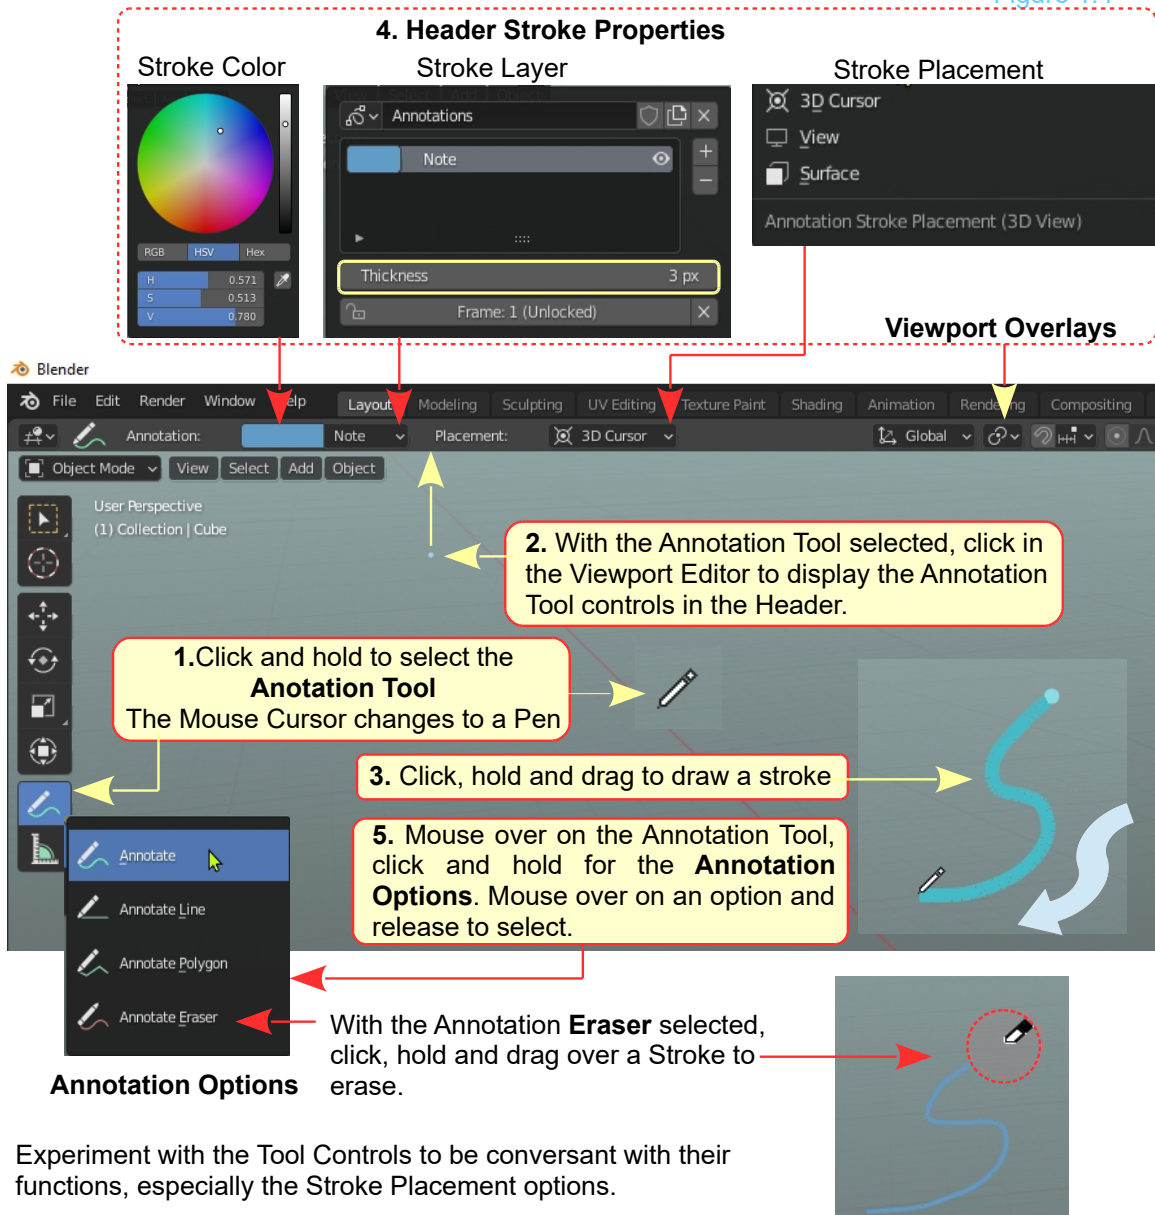 4. Header Stroke Properties
Stroke Color
Stroke Layer
Stroke Placement
Annotations
Note
Thickness 3 px
Frame: 1 (Unlocked)
RGB HSV Hex
H 0.571
S 0.513
V 0.780
3D Cursor
View
Surface
Annotation Stroke Placement (3D View)
Viewport Overlays
Blender
File Edit Render Window Layout Modeling Sculpting UV Editing Texture Paint Shading Animation Compositing
Annotation: Note Placement: 3D Cursor Global
Object Mode View Select Add Object
User Perspective
(1) Collection | Cube
2. With the Annotation Tool selected, click in
the Viewport Editor to display the Annotation
Tool controls in the Header.
1.Click and hold to select the
Anotation Tool
The Mouse Cursor changes to a Pen
3. Click, hold and drag to draw a stroke
5. Mouse over on the Annotation Tool,
click and hold for the Annotation
Options. Mouse over on an option and
release to select.
Annotate
Annotate Line
Annotate Polygon
Annotate Eraser
Annotation Options
With the Annotation Eraser selected,
click, hold and drag over a Stroke to
erase.
Experiment with the Tool Controls to be conversant with their
functions, especially the Stroke Placement options.